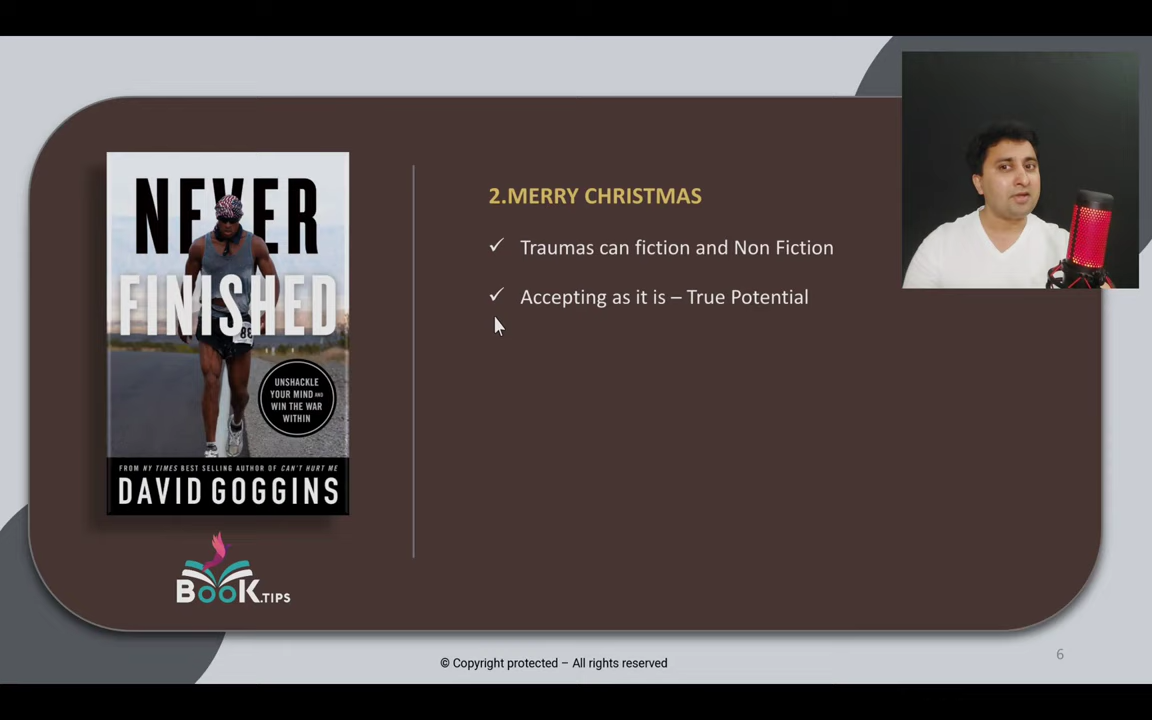 NEVER
FINISHED
UNSHACKLE
YOUR MIND AND
WIN THE WAR
WITHIN
FROM NY TIMES BEST SELLING AUTHOR OF CAN'T HURT ME
DAVID GOGGINS
BOOK.TIPS
2.MERRY CHRISTMAS
✓ Traumas can fiction and Non Fiction
✓ Accepting as it is – True Potential
© Copyright protected – All rights reserved
6